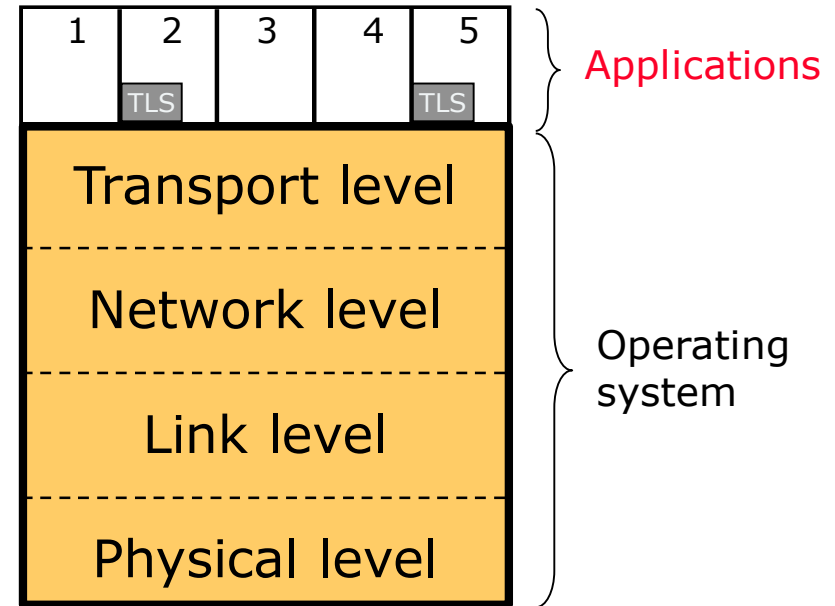 1 2 3 4 5
Applications
TLS TLS
Transport level
Network level
Operating
system
Link level
Physical level